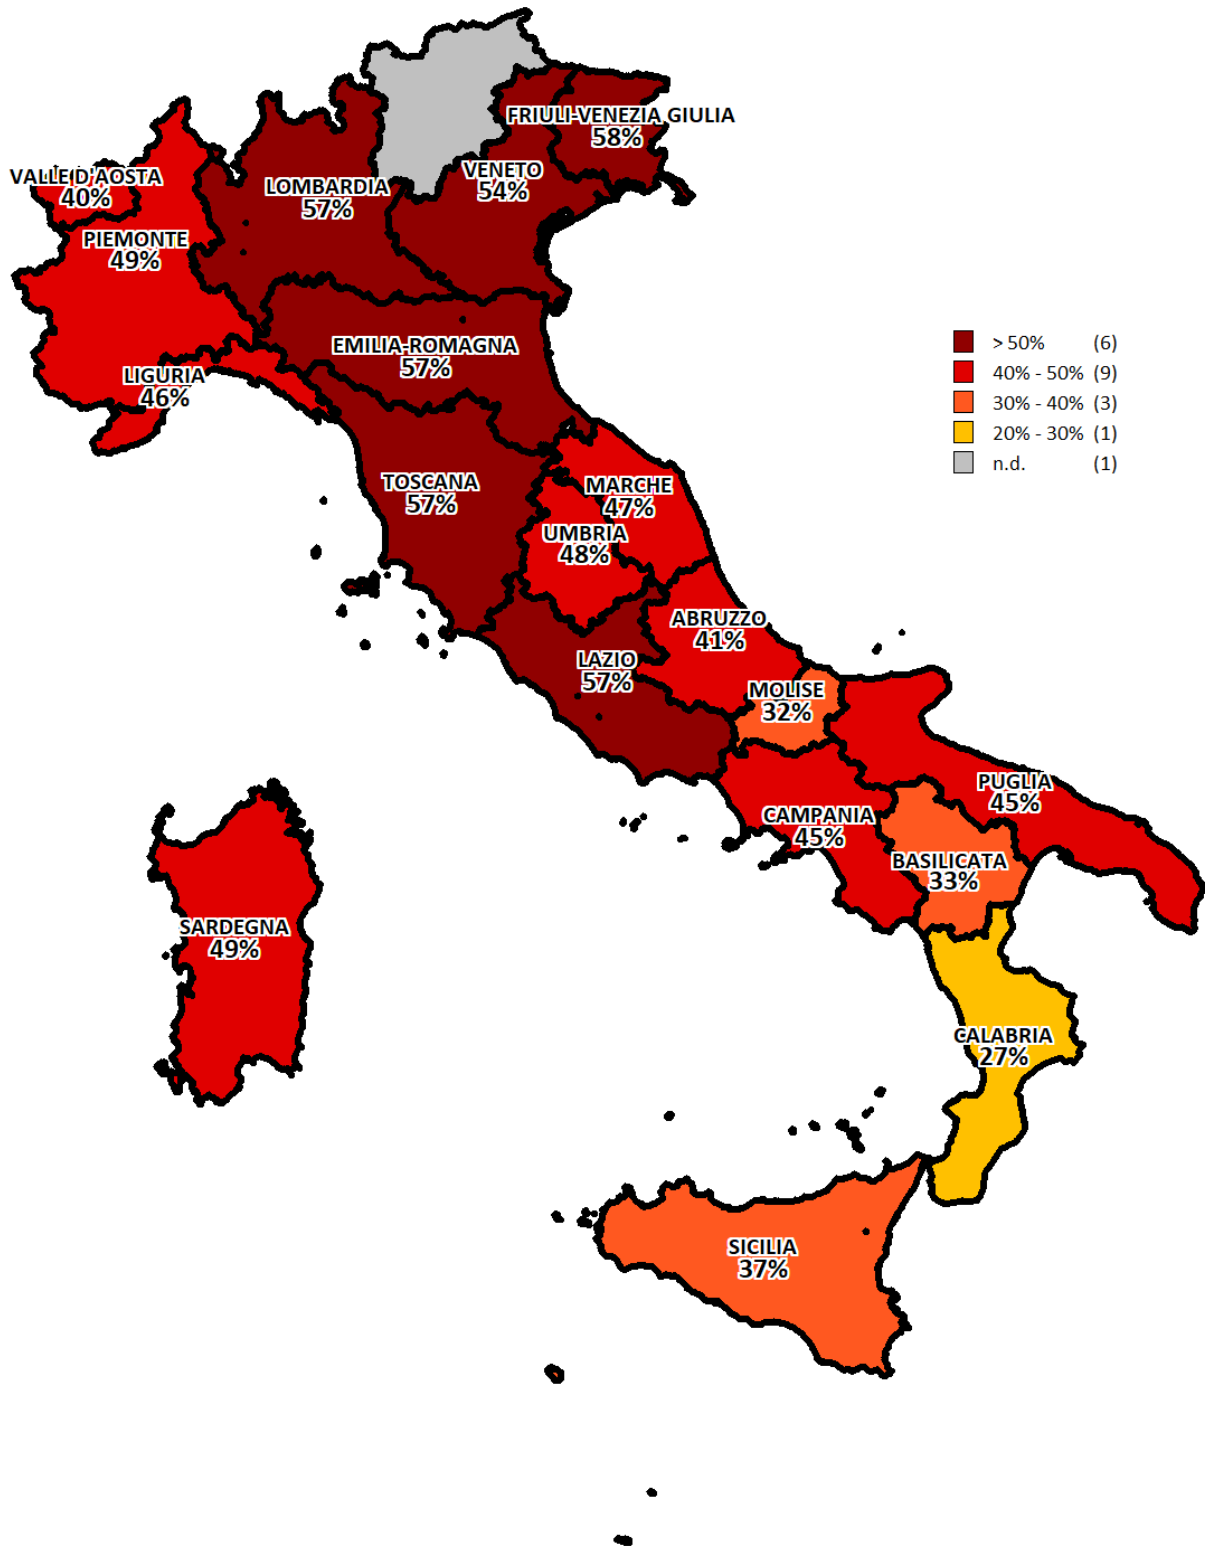 FRIULI-VENEZIA GIULIA
58%
VENETO
54%
VALLE D'AOSTA
40%
LOMBARDIA
57%
PIEMONTE
49%
EMILIA-ROMAGNA
57%
LIGURIA
46%
> 50% (6)
40% - 50% (9)
30% - 40% (3)
20% - 30% (1)
n.d. (1)
TOSCANA
57%
MARCHE
47%
UMBRIA
48%
ABRUZZO
41%
LAZIO
57%
MOLISE
32%
PUGLIA
45%
CAMPANIA
45%
BASILICATA
33%
SARDEGNA
49%
CALABRIA
27%
SICILIA
37%